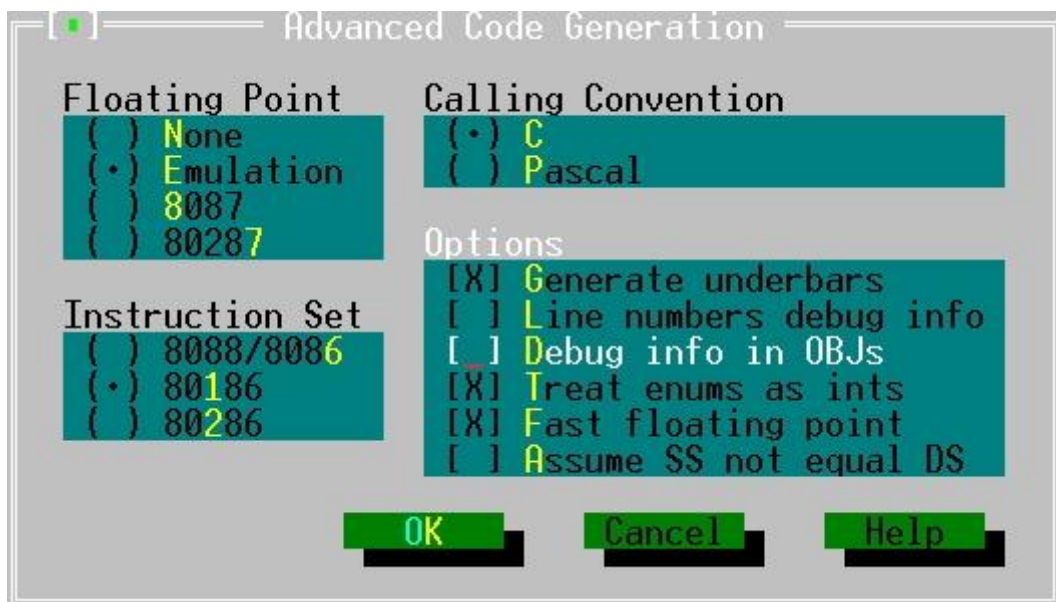 [▪] Advanced Code Generation
Floating Point
( ) None
(•) Emulation
( ) 8087
( ) 80287
Instruction Set
( ) 8088/8086
(•) 80186
( ) 80286
Calling Convention
(•) C
( ) Pascal
Options
[X] Generate underbars
[ ] Line numbers debug info
[_] Debug info in OBJs
[X] Treat enums as ints
[X] Fast floating point
[ ] Assume SS not equal DS
OK
Cancel
Help